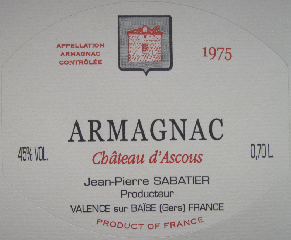 APPELLATION
ARMAGNAC
CONTRÔLÉE
1975
ARMAGNAC
45% VOL.
Château d'Ascous
0,70 L
Jean-Pierre SABATIER
Producteur
VALENCE sur BAÏSE (Gers) FRANCE
PRODUCT OF FRANCE